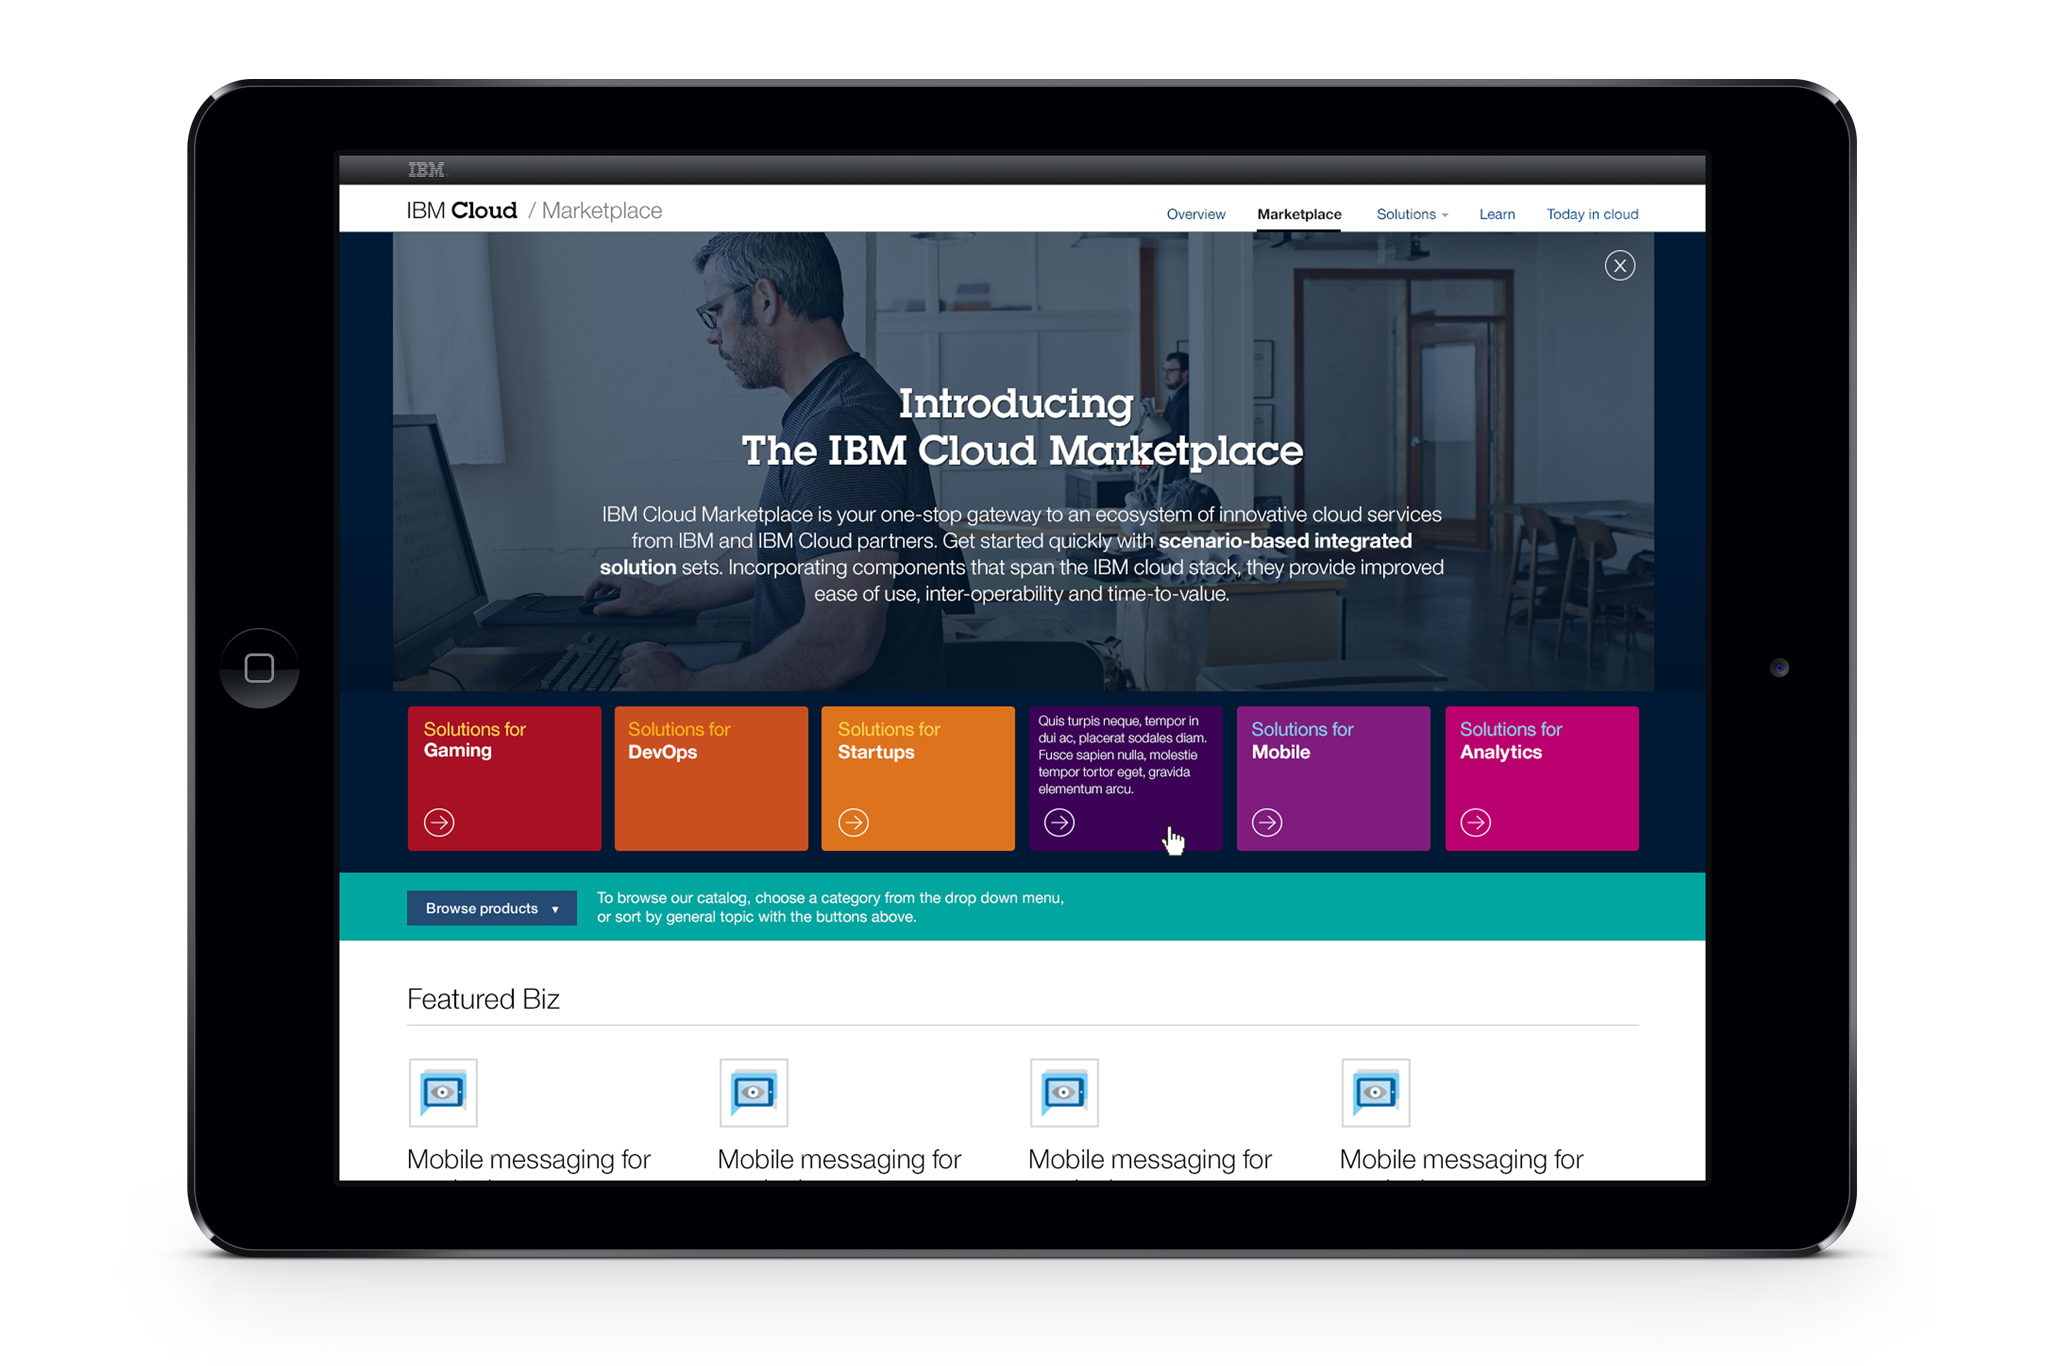 IBM
IBM Cloud / Marketplace
Overview
Marketplace
Solutions
Learn
Today in cloud
X
Introducing
The IBM Cloud Marketplace
IBM Cloud Marketplace is your one-stop gateway to an ecosystem of innovative cloud services
from IBM and IBM Cloud partners. Get started quickly with scenario-based integrated
solution sets. Incorporating components that span the IBM cloud stack, they provide improved
ease of use, inter-operability and time-to-value.
Solutions for
Gaming
Solutions for
DevOps
Solutions for
Startups
Quis turpis neque, tempor in
dui ac, placerat sodales diam.
Fusce sapien nulla, molestie
tempor tortor eget, gravida
elementum arcu.
Solutions for
Mobile
Solutions for
Analytics
Browse products
To browse our catalog, choose a category from the drop down menu,
or sort by general topic with the buttons above.
Featured Biz
Mobile messaging for
Mobile messaging for
Mobile messaging for
Mobile messaging for